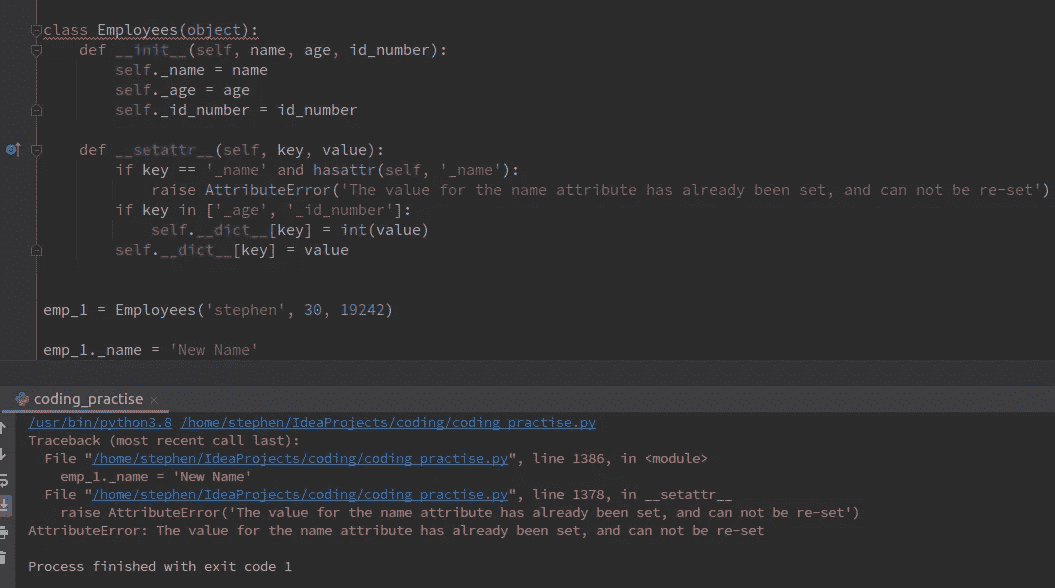 class Employees(object):
    def __init__(self, name, age, id_number):
        self._name = name
        self._age = age
        self._id_number = id_number
    def __setattr__(self, key, value):
        if key == '_name' and hasattr(self, '_name'):
            raise AttributeError('The value for the name attribute has already been set, and can not be re-set')
        if key in ['_age', '_id_number']:
            self.__dict__[key] = int(value)
        self.__dict__[key] = value
emp_1 = Employees('stephen', 30, 19242)
emp_1._name = 'New Name'
coding_practise
/usr/bin/python3.8 /home/stephen/IdeaProjects/coding/coding_practise.py
Traceback (most recent call last):
  File "/home/stephen/IdeaProjects/coding/coding_practise.py", line 1386, in <module>
    emp_1._name = 'New Name'
  File "/home/stephen/IdeaProjects/coding/coding_practise.py", line 1378, in __setattr__
    raise AttributeError('The value for the name attribute has already been set, and can not be re-set')
AttributeError: The value for the name attribute has already been set, and can not be re-set
Process finished with exit code 1